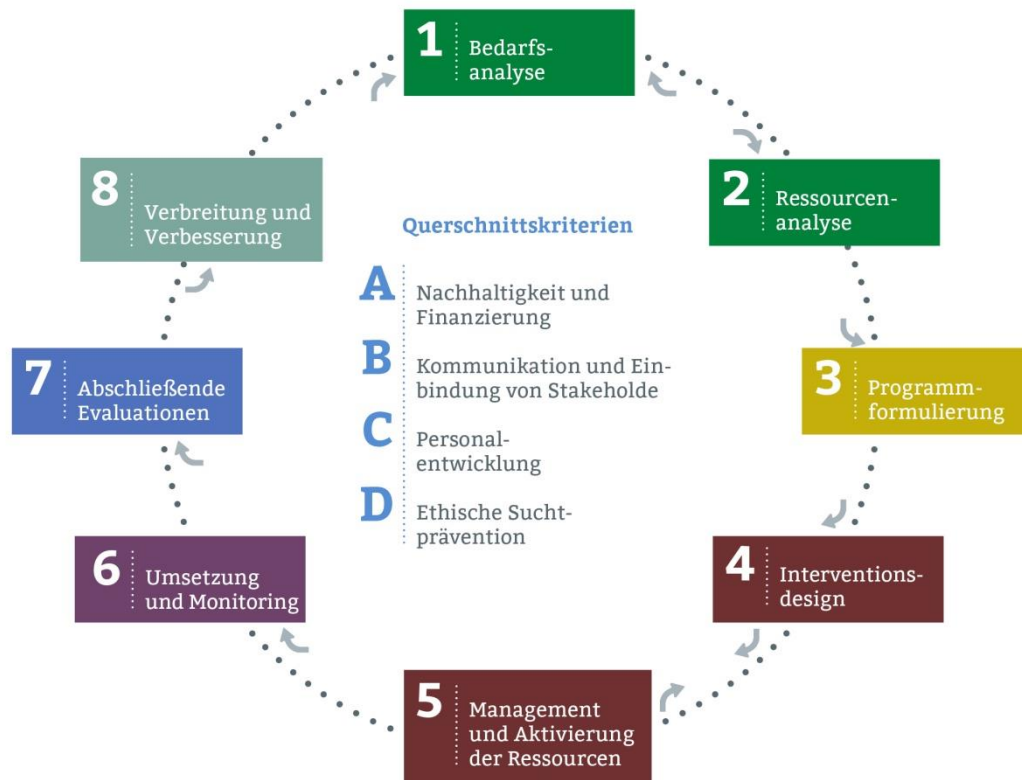 1
Bedarfs-
analyse
2
Ressourcen-
analyse
3
Programm-
formulierung
4
Interventions-
design
5
Management
und Aktivierung
der Ressourcen
6
Umsetzung
und Monitoring
7
Abschließende
Evaluationen
8
Verbreitung und
Verbesserung
Querschnittskriterien
A
Nachhaltigkeit und
Finanzierung
B
Kommunikation und Ein-
bindung von Stakeholde
C
Personal-
entwicklung
D
Ethische Sucht-
prävention